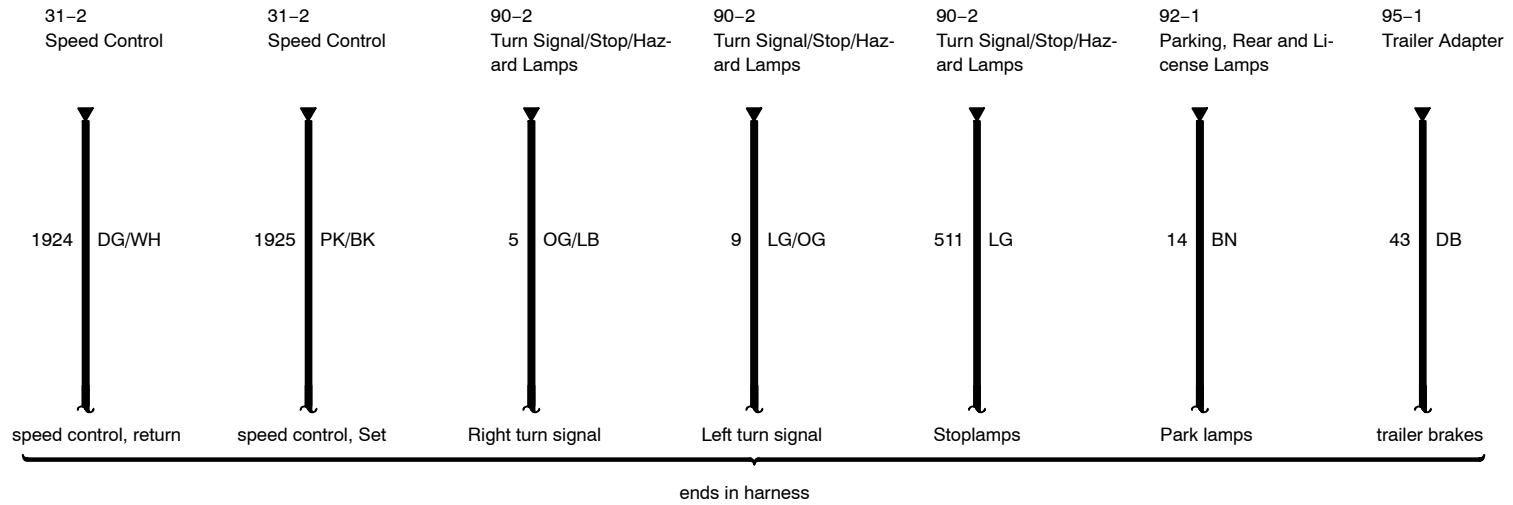 31–2
Speed Control
31–2
Speed Control
90–2
Turn Signal/Stop/Haz-
ard Lamps
90–2
Turn Signal/Stop/Haz-
ard Lamps
90–2
Turn Signal/Stop/Haz-
ard Lamps
92–1
Parking, Rear and Li-
cense Lamps
95–1
Trailer Adapter
1924 DG/WH
1925 PK/BK
5 OG/LB
9 LG/OG
511 LG
14 BN
43 DB
speed control, return
speed control, Set
Right turn signal
Left turn signal
Stoplamps
Park lamps
trailer brakes
ends in harness